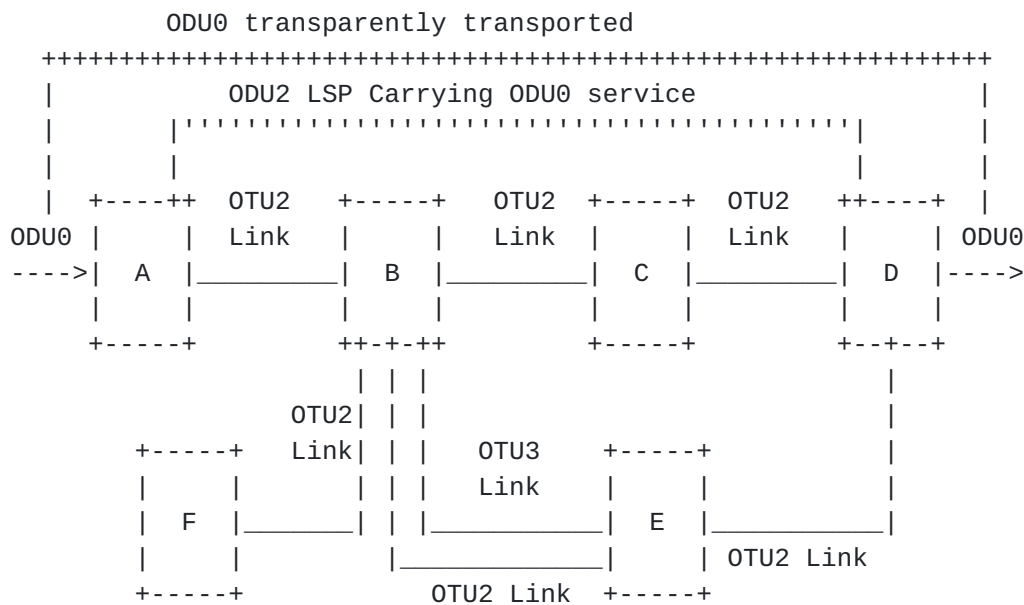 ODU0 transparently transported
ODU2 LSP Carrying ODU0 service
OTU2 OTU2 OTU2
ODU0 Link Link Link ODU0
A B C D
OTU2
Link OTU3
Link
F E
OTU2 Link
OTU2 Link